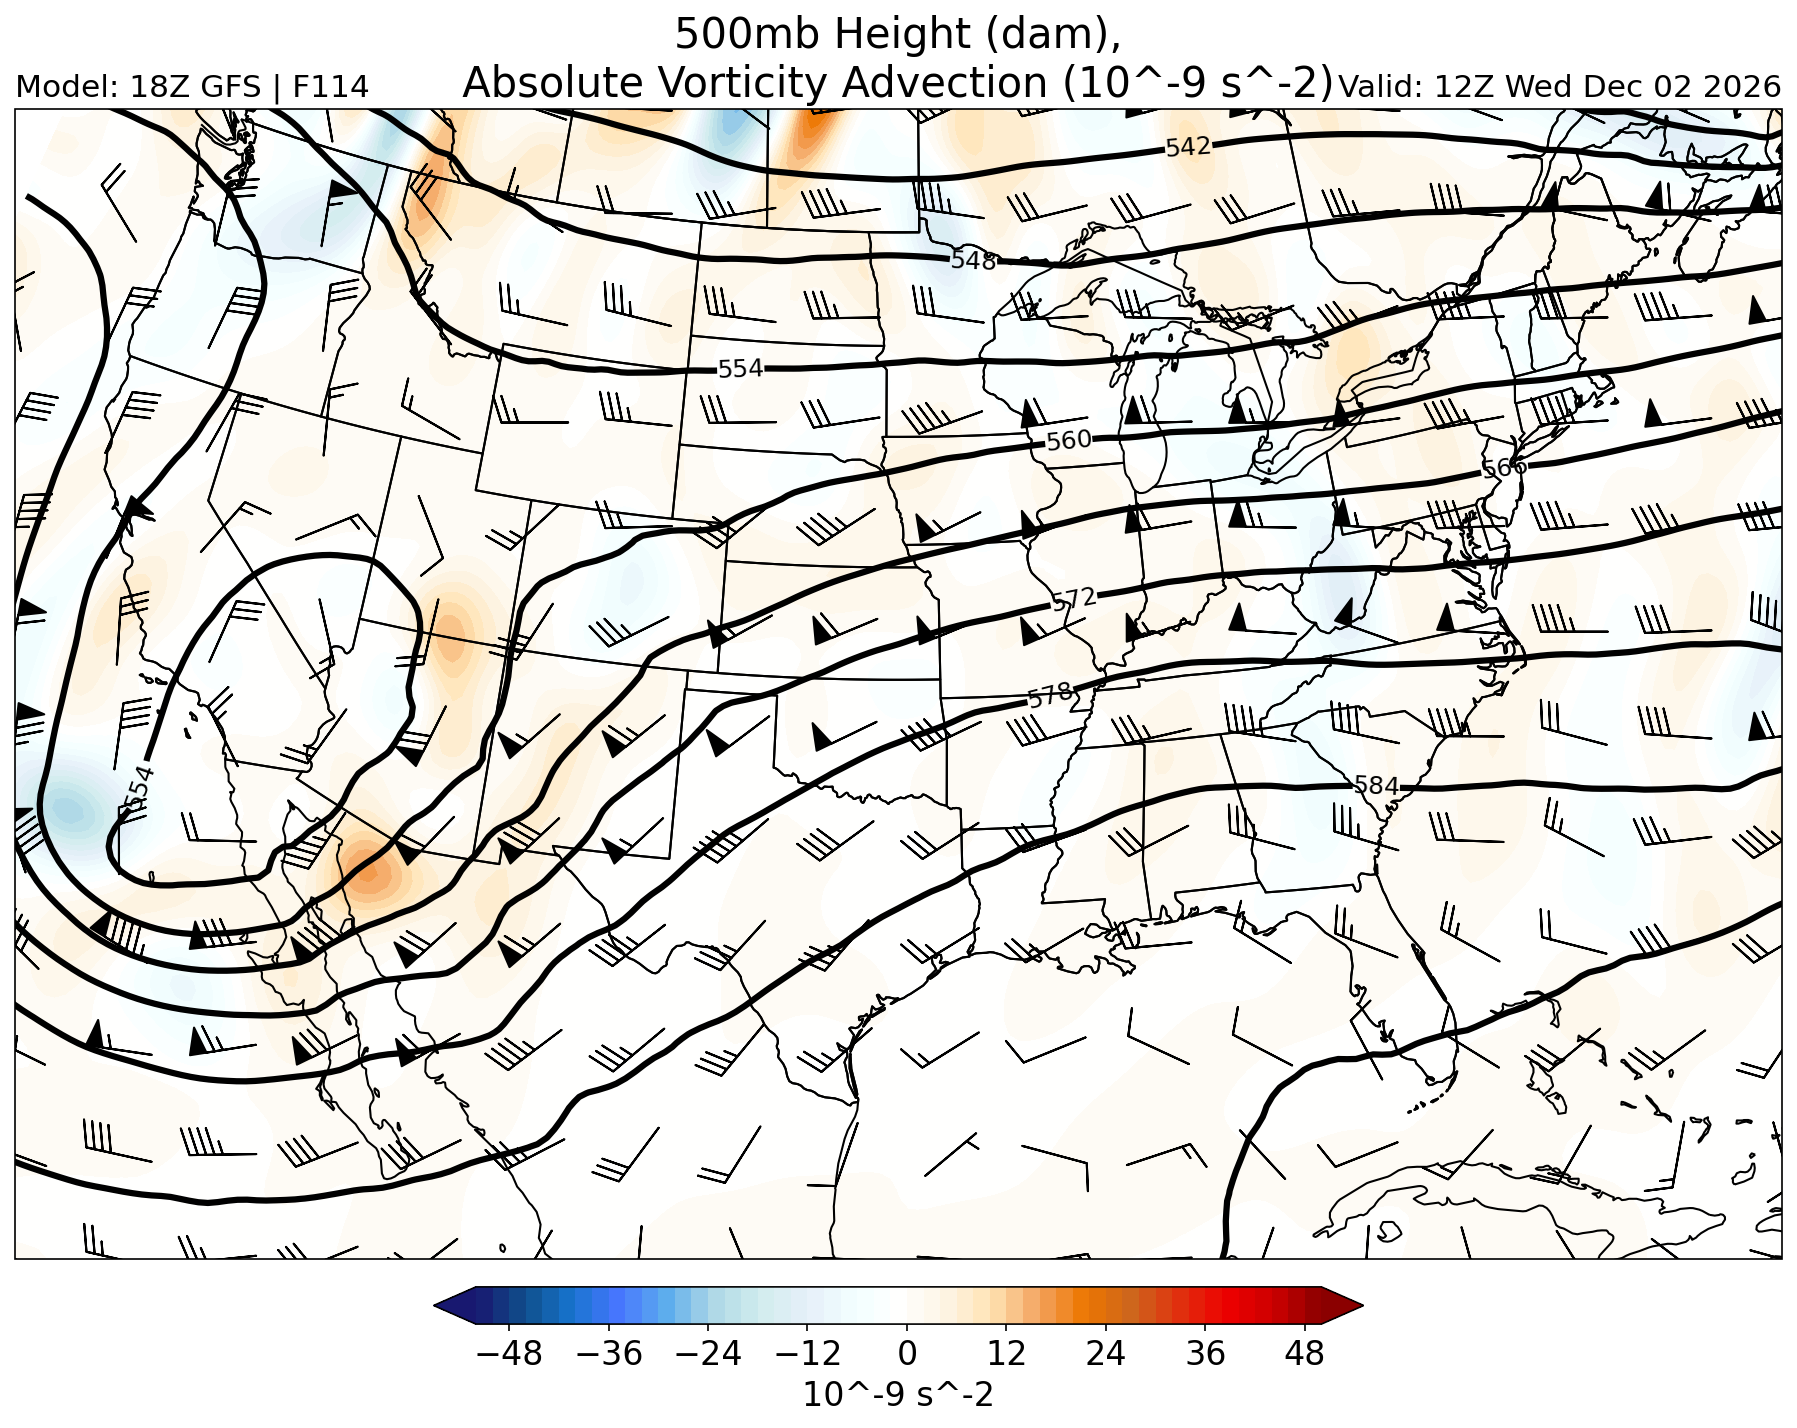 500mb Height (dam),
Model: 18Z GFS | F114
Absolute Vorticity Advection (10^-9 s^-2)
Valid: 12Z Wed Dec 02 2026
542
548
554
560
566
572
578
554
584
−48 −36 −24 −12 0 12 24 36 48
10^-9 s^-2